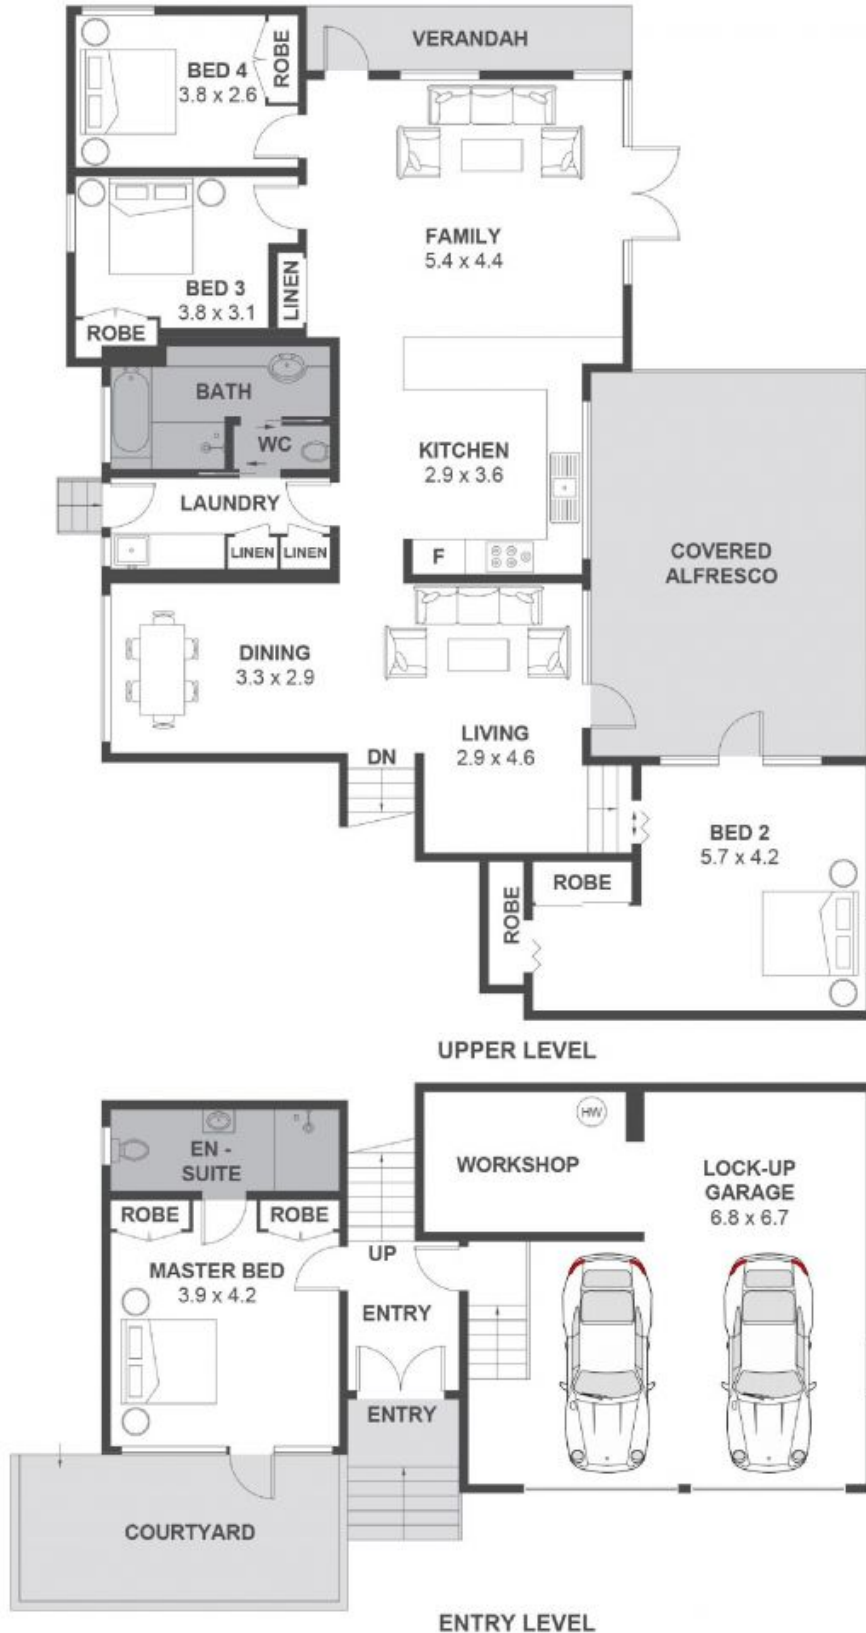 VERANDAH
BED 4
3.8 x 2.6
ROBE
FAMILY
5.4 x 4.4
BED 3
3.8 x 3.1
LINEN
ROBE
BATH
WC
KITCHEN
2.9 x 3.6
LAUNDRY
LINEN
LINEN
F
COVERED
ALFRESCO
DINING
3.3 x 2.9
LIVING
2.9 x 4.6
DN
BED 2
5.7 x 4.2
ROBE
ROBE
UPPER LEVEL
EN -
SUITE
HW
WORKSHOP
LOCK-UP
GARAGE
6.8 x 6.7
ROBE
ROBE
UP
MASTER BED
3.9 x 4.2
ENTRY
ENTRY
COURTYARD
ENTRY LEVEL